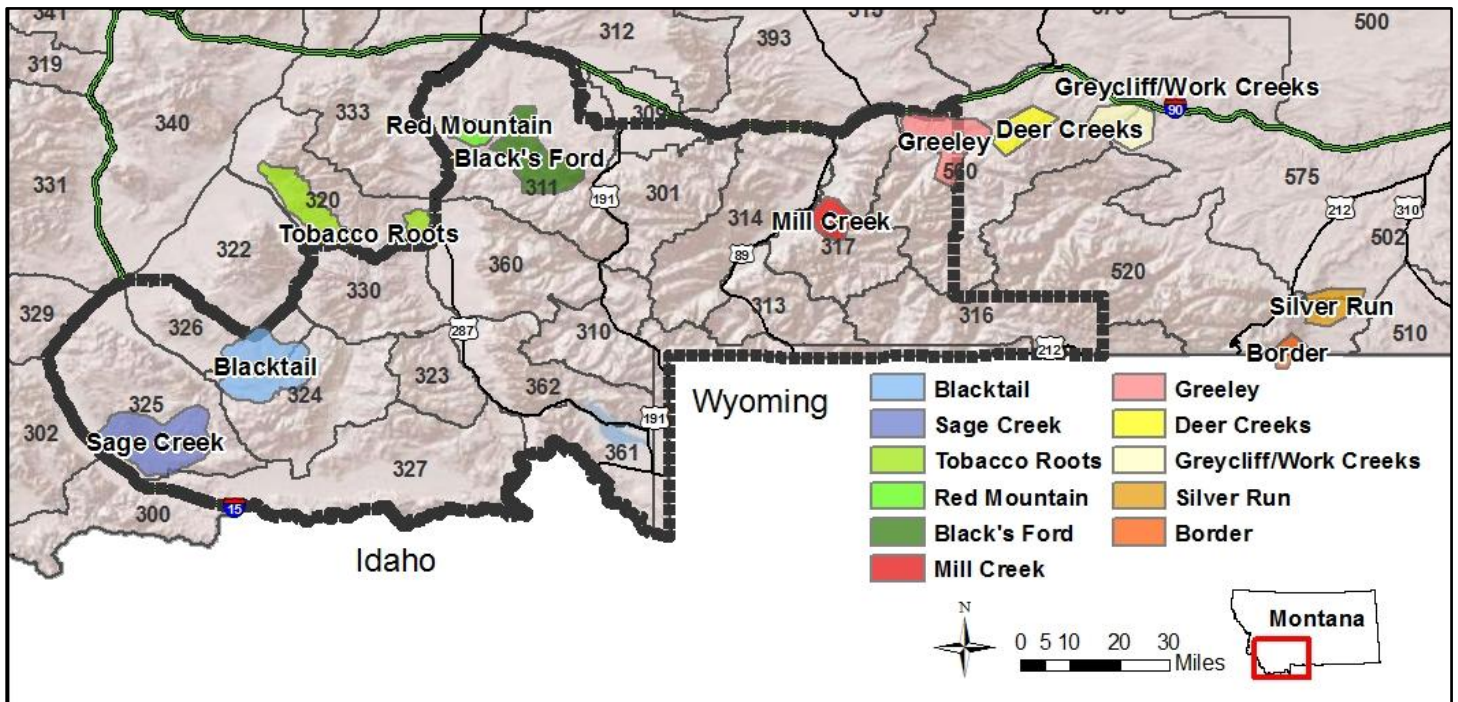 341
319
340
331
333
312
393
315
370
500
309
Greycliff/Work Creeks
90
Red Mountain
Black's Ford
311
Greeley
Deer Creeks
560
575
320
Tobacco Roots
322
191
301
314
Mill Creek
317
212
310
502
330
360
89
520
329
326
287
310
313
316
Silver Run
510
Blacktail
324
323
362
212
Border
325
Sage Creek
302
327
191
361
Wyoming
300
15
Idaho
Blacktail
Sage Creek
Tobacco Roots
Red Mountain
Black's Ford
Mill Creek
Greeley
Deer Creeks
Greycliff/Work Creeks
Silver Run
Border
N
0 5 10 20 30
Miles
Montana